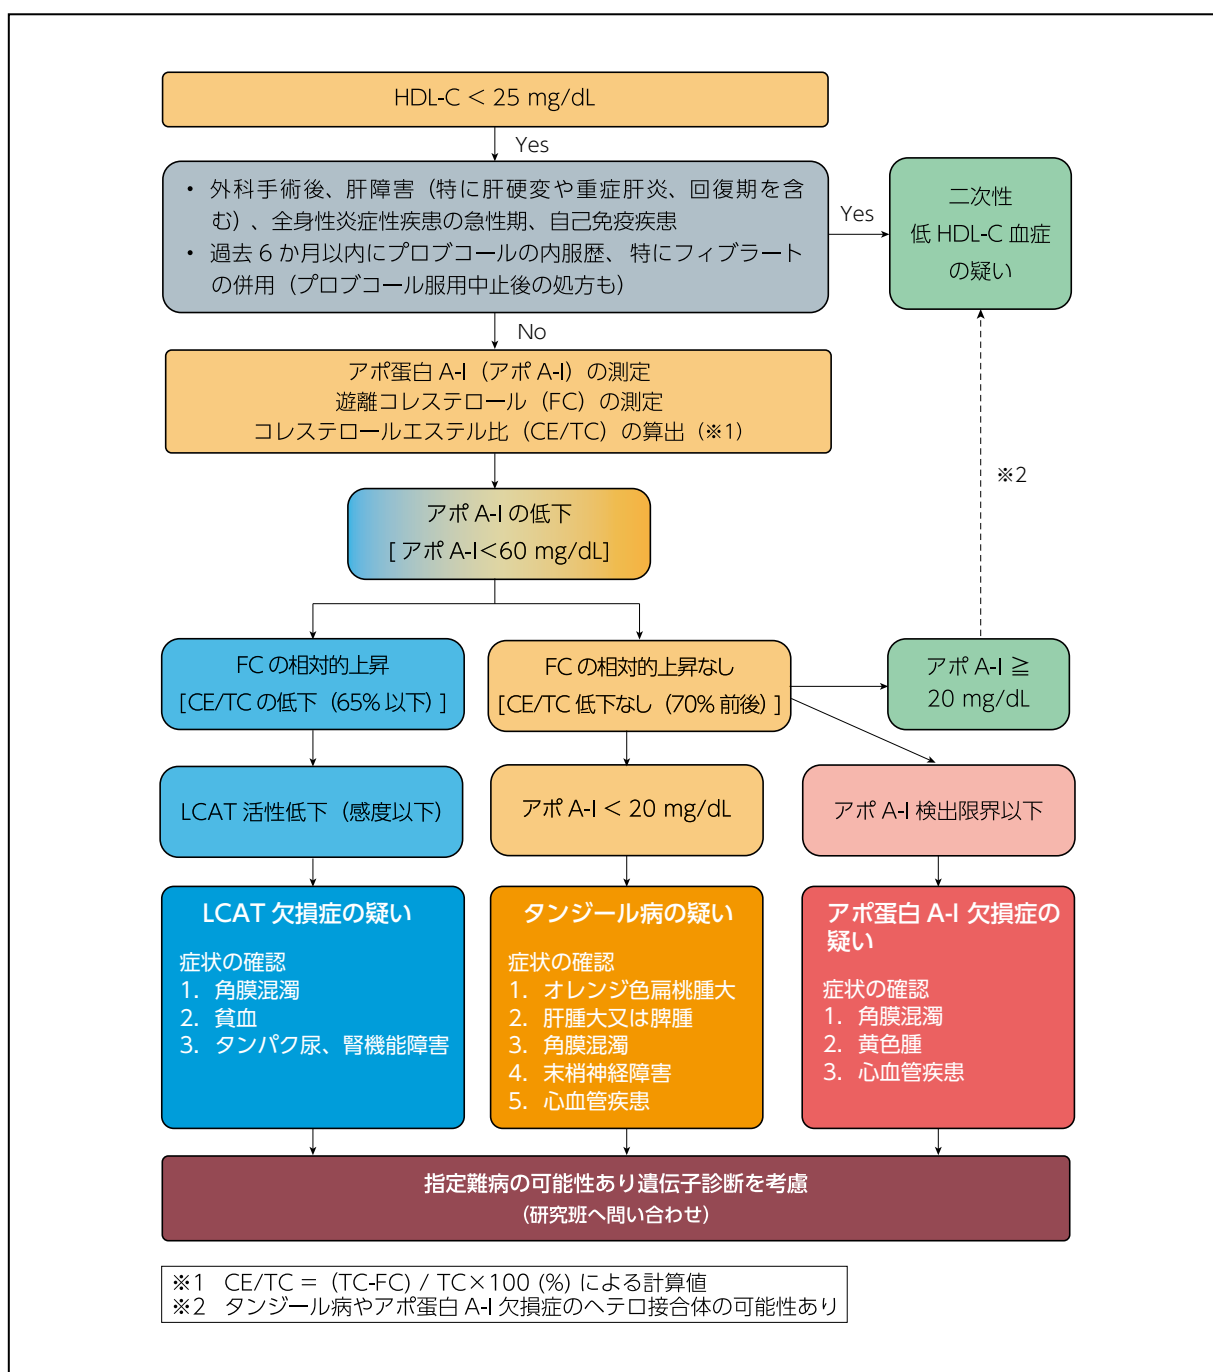 HDL-C < 25 mg/dL
Yes
・ 外科手術後、肝障害（特に肝硬変や重症肝炎、回復期を含
む）、全身性炎症性疾患の急性期、自己免疫疾患
・ 過去 6 か月以内にプロブコールの内服歴、特にフィブラート
の併用（プロブコール服用中止後の処方も）
Yes
二次性
低 HDL-C 血症
の疑い
No
アポ蛋白 A-I（アポ A-I）の測定
遊離コレステロール（FC）の測定
コレステロールエステル比（CE/TC）の算出（※1）
※2
アポ A-I の低下
[ アポ A-I＜60 mg/dL]
FC の相対的上昇
[CE/TC の低下（65% 以下）]
FC の相対的上昇なし
[CE/TC 低下なし（70% 前後）]
アポ A-I ≧
20 mg/dL
LCAT 活性低下（感度以下）
アポ A-I < 20 mg/dL
アポ A-I 検出限界以下
LCAT 欠損症の疑い
症状の確認
1. 角膜混濁
2. 貧血
3. タンパク尿、腎機能障害
タンジール病の疑い
症状の確認
1. オレンジ色扁桃腫大
2. 肝腫大又は脾腫
3. 角膜混濁
4. 末梢神経障害
5. 心血管疾患
アポ蛋白 A-I 欠損症の
疑い
症状の確認
1. 角膜混濁
2. 黄色腫
3. 心血管疾患
指定難病の可能性あり遺伝子診断を考慮
（研究班へ問い合わせ）
※1 CE/TC = (TC-FC) / TC×100 (%) による計算値
※2 タンジール病やアポ蛋白 A-I 欠損症のヘテロ接合体の可能性あり